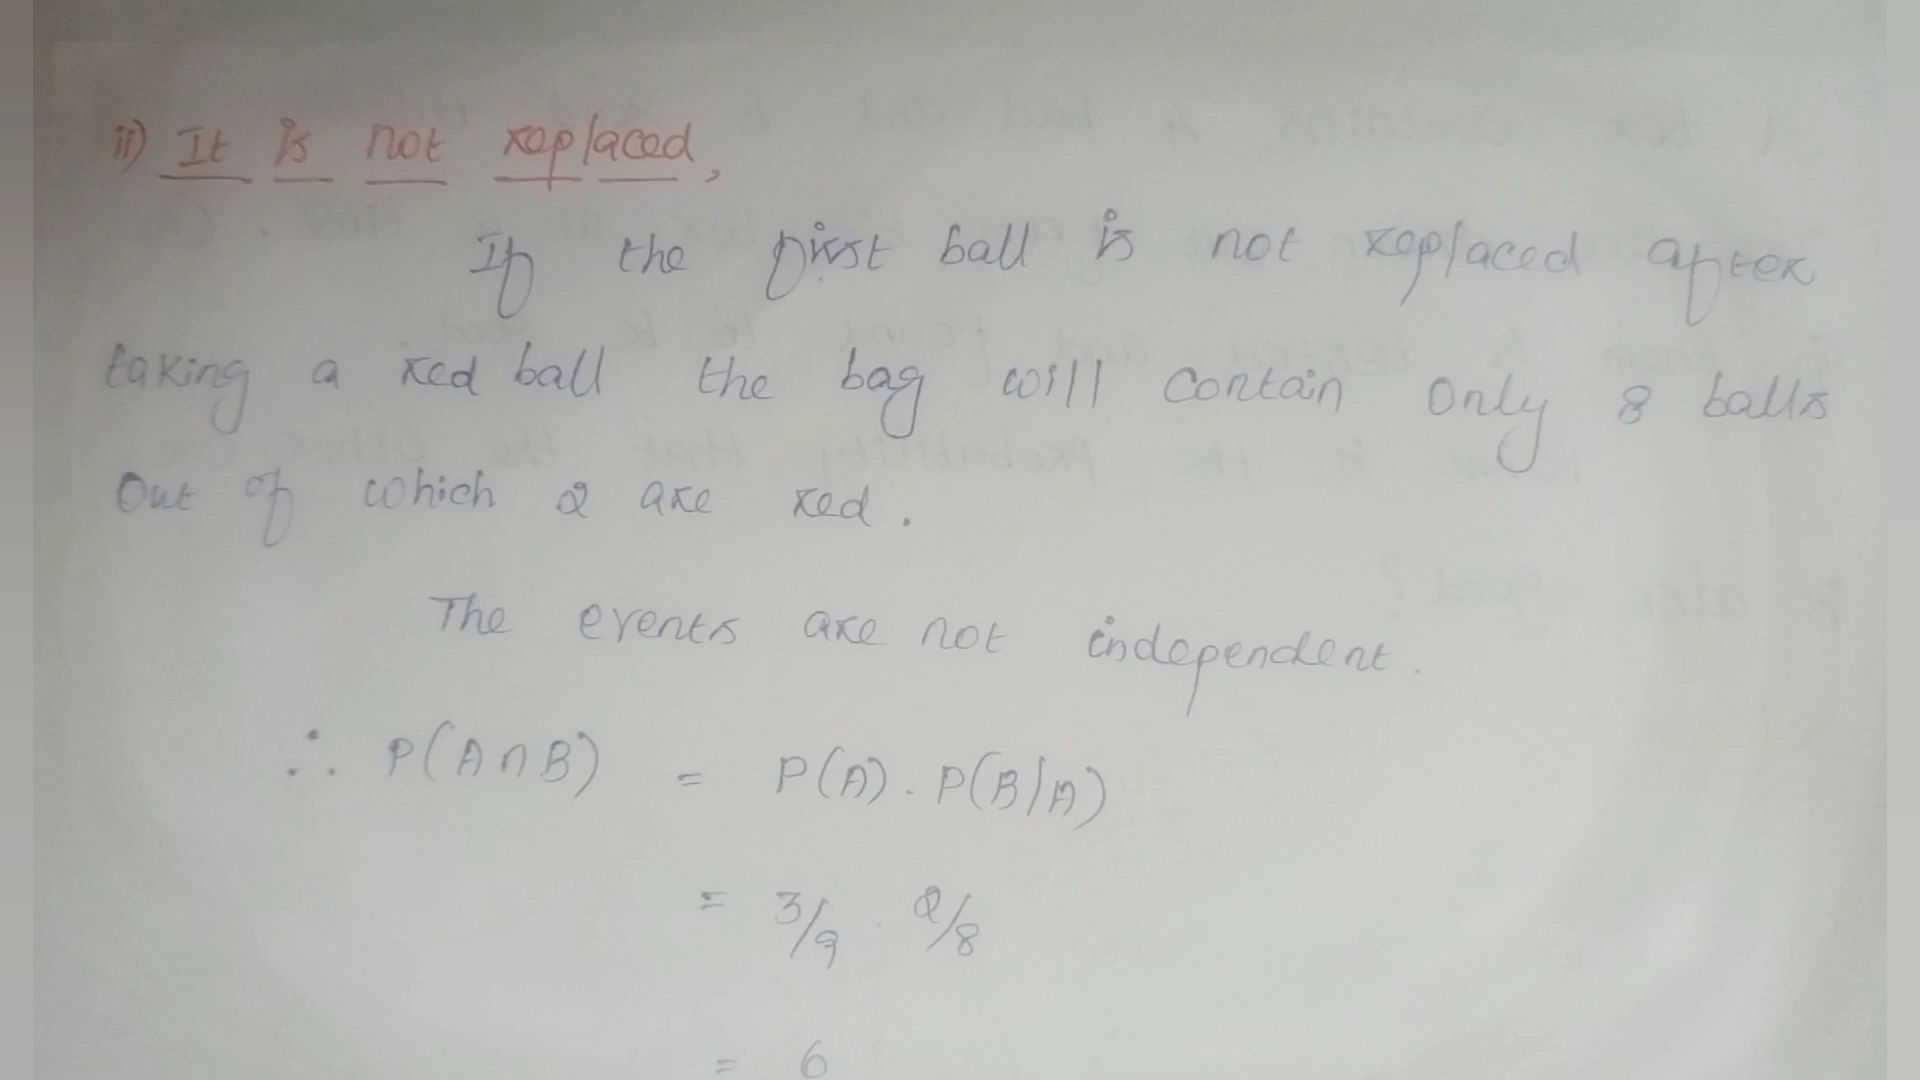 ii) It is not replaced,
If the first ball is not replaced after
taking a red ball the bag will contain only 8 balls
Out of which 2 are red.
The events are not independent.
∴ P(A∩B) = P(A). P(B/A)
= 3/9 . 2/8
= 6